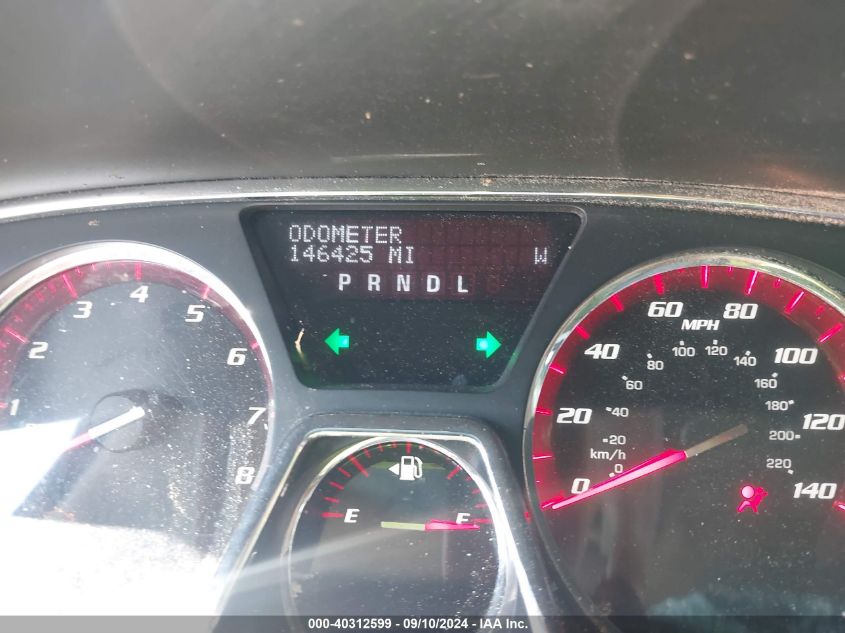 ODOMETER
146425 MI W
P R N D L
1 2 3 4 5 6 7 8
0 20 40 60 80 100 120 140
MPH
0 20 40 60 80 100 120 140 160 180 200 220
km/h
E E
000-40312599 - 09/10/2024 - IAA Inc.